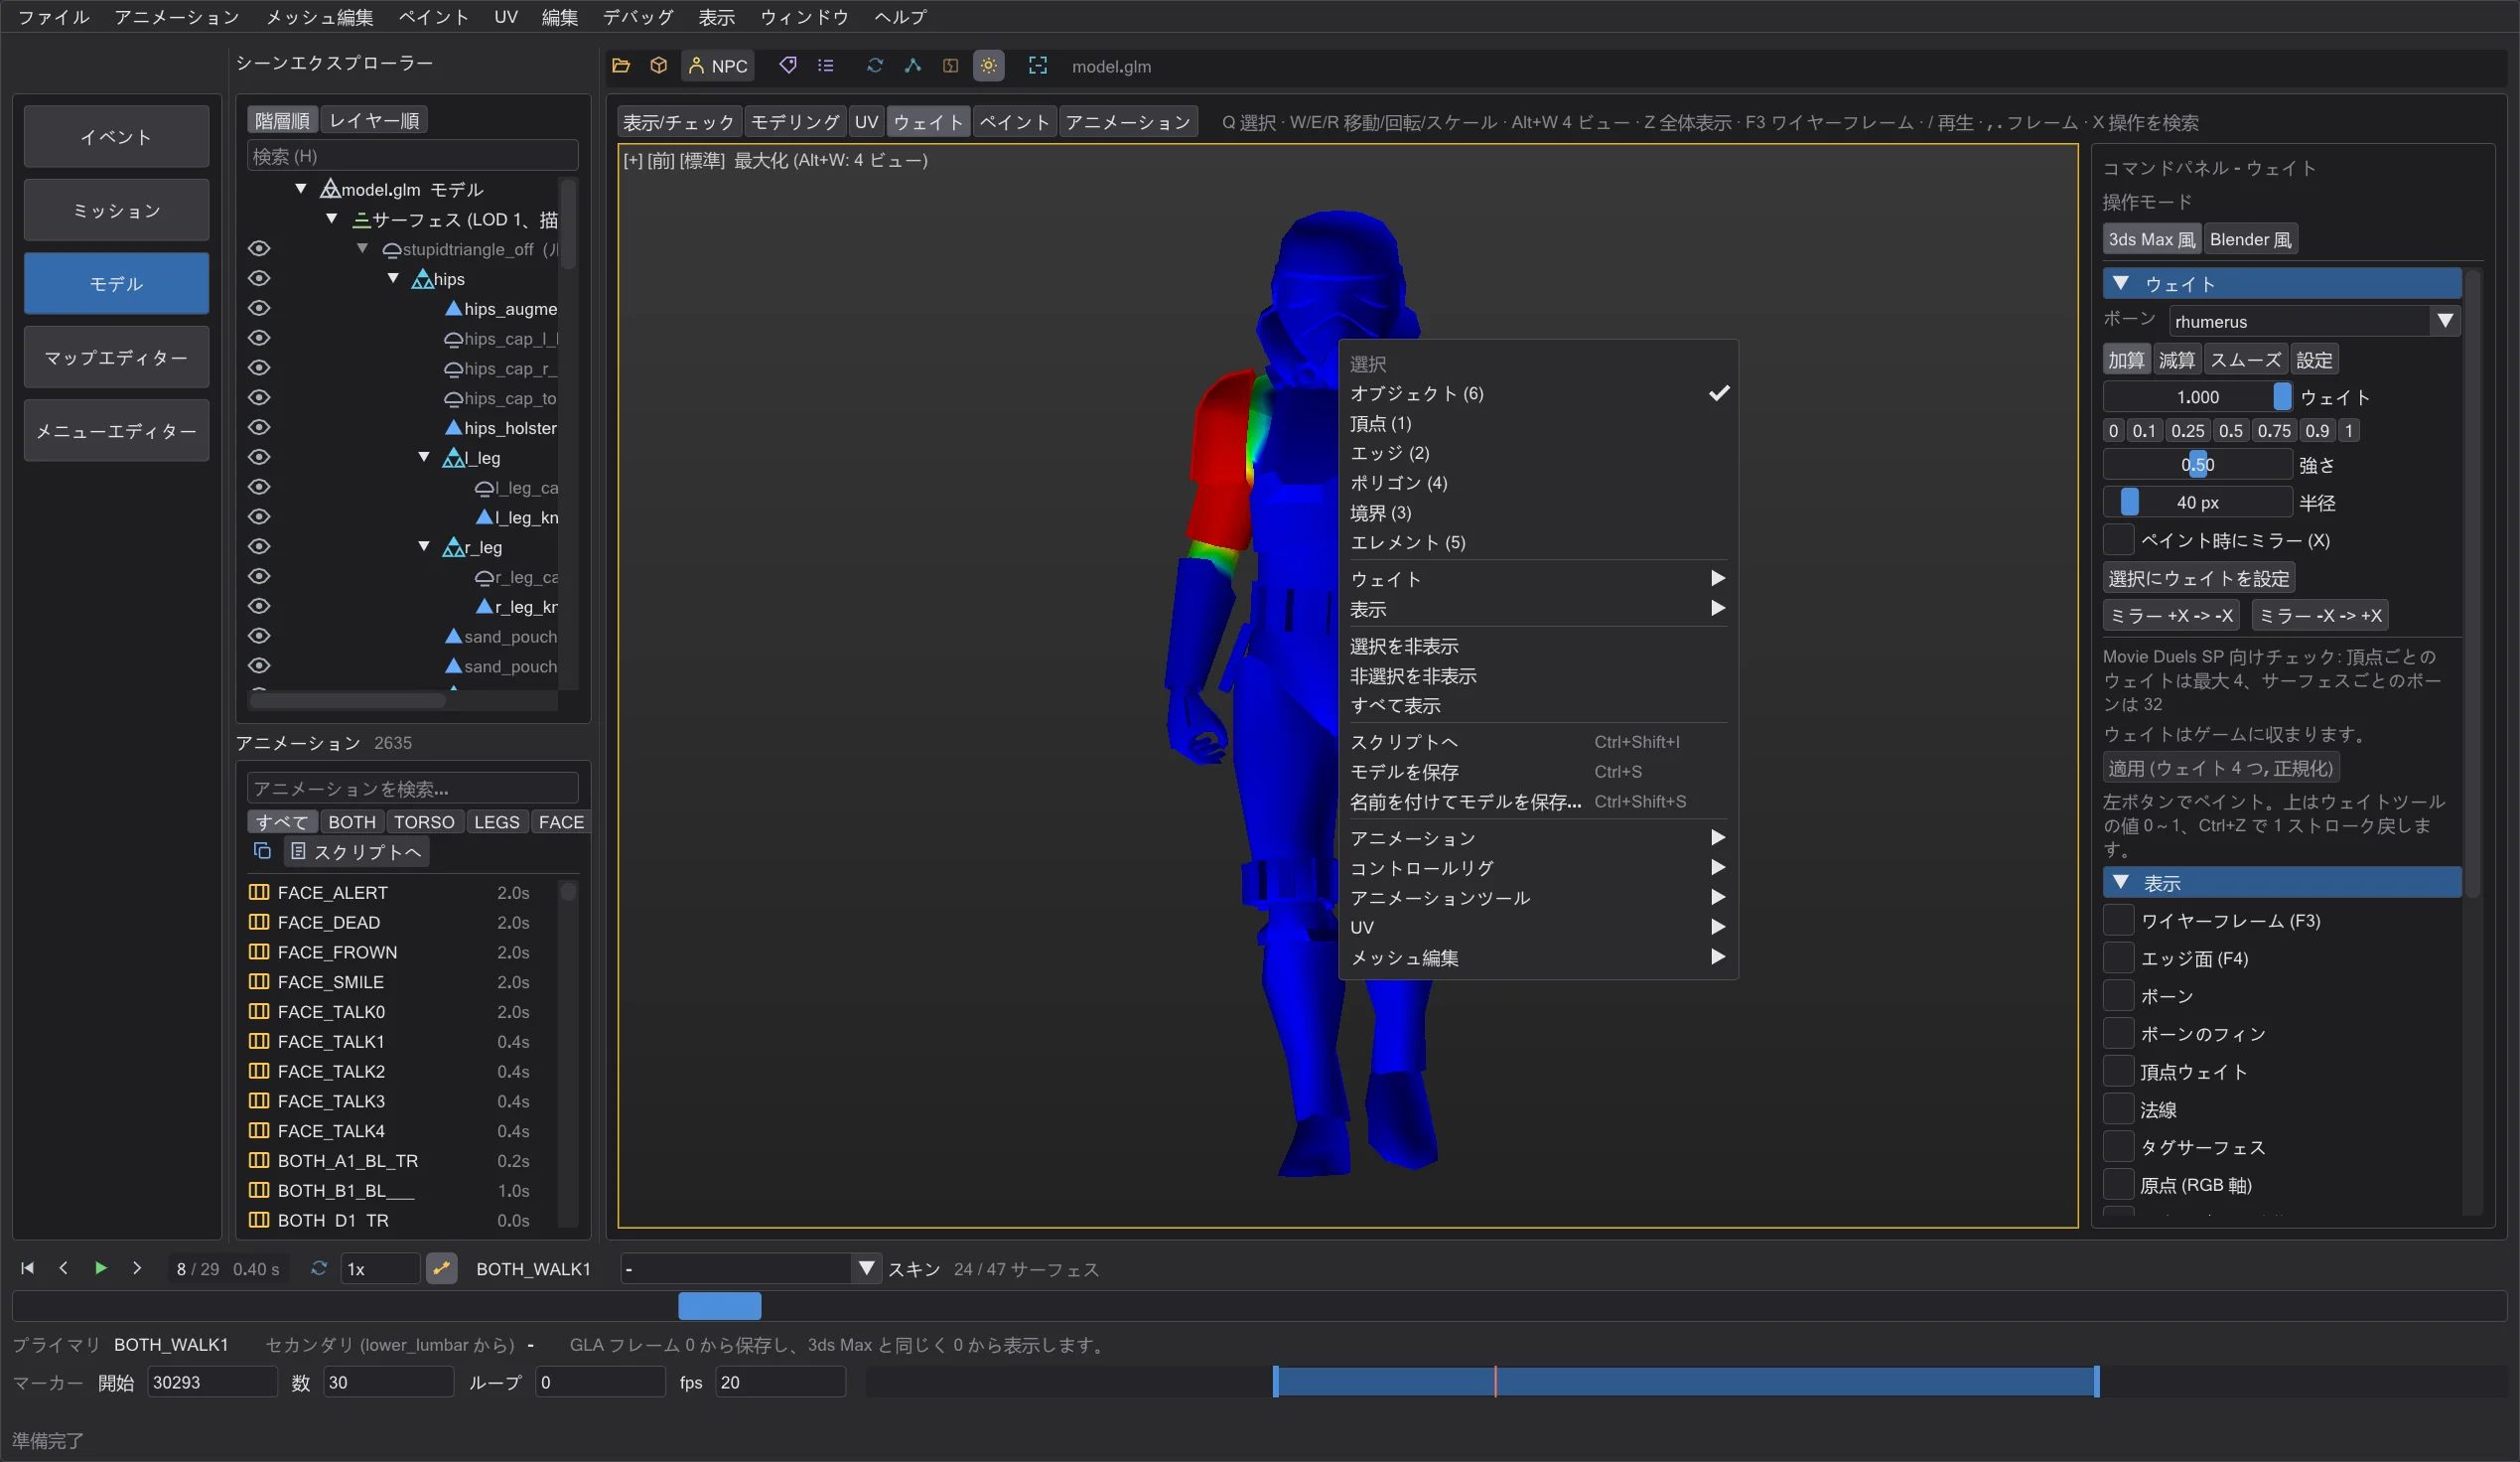 ファイル アニメーション メッシュ編集 ペイント UV 編集 デバッグ 表示 ウィンドウ ヘルプ
シーンエクスプローラー
NPC model.glm
イベント
ミッション
モデル
マップエディター
メニューエディター
階層順 レイヤー順
検索 (H)
model.glm モデル
サーフェス (LOD 1、描
stupidtriangle_off
hips
hips_augme
hips_cap_l_
hips_cap_r_
hips_cap_to
hips_holster
l_leg
l_leg_ca
l_leg_kn
r_leg
r_leg_ca
r_leg_kn
sand_pouch
sand_pouch
アニメーション 2635
アニメーションを検索...
すべて BOTH TORSO LEGS FACE
スクリプトへ
FACE_ALERT 2.0s
FACE_DEAD 2.0s
FACE_FROWN 2.0s
FACE_SMILE 2.0s
FACE_TALK0 2.0s
FACE_TALK1 0.4s
FACE_TALK2 0.4s
FACE_TALK3 0.4s
FACE_TALK4 0.4s
BOTH_A1_BL_TR 0.2s
BOTH_B1_BL___ 1.0s
BOTH_D1_TR 0.0s
表示/チェック モデリング UV ウェイト ペイント アニメーション Q 選択 · W/E/R 移動/回転/スケール · Alt+W 4 ビュー · Z 全体表示 · F3 ワイヤーフレーム · / 再生 · , . フレーム · X 操作を検索
[+] [前] [標準] 最大化 (Alt+W: 4 ビュー)
選択
オブジェクト (6)
頂点 (1)
エッジ (2)
ポリゴン (4)
境界 (3)
エレメント (5)
ウェイト
表示
選択を非表示
非選択を非表示
すべて表示
スクリプトへ Ctrl+Shift+I
モデルを保存 Ctrl+S
名前を付けてモデルを保存... Ctrl+Shift+S
アニメーション
コントロールリグ
アニメーションツール
UV
メッシュ編集
コマンドパネル - ウェイト
操作モード
3ds Max 風 Blender 風
ウェイト
ボーン rhumerus
加算 減算 スムーズ 設定
1.000 ウェイト
0 0.1 0.25 0.5 0.75 0.9 1
0.50 強さ
40 px 半径
ペイント時にミラー (X)
選択にウェイトを設定
ミラー +X -> -X ミラー -X -> +X
Movie Duels SP 向けチェック: 頂点ごとの
ウェイトは最大 4、サーフェスごとのボー
ンは 32
ウェイトはゲームに収まります。
適用 (ウェイト 4 つ, 正規化)
左ボタンでペイント。上はウェイトツール
の値 0～1、Ctrl+Z で 1 ストローク戻しま
す。
表示
ワイヤーフレーム (F3)
エッジ面 (F4)
ボーン
ボーンのフィン
頂点ウェイト
法線
タグサーフェス
原点 (RGB 軸)
8 / 29 0.40 s 1x BOTH_WALK1 - スキン 24 / 47 サーフェス
プライマリ BOTH_WALK1 セカンダリ (lower_lumbar から) - GLA フレーム 0 から保存し、3ds Max と同じく 0 から表示します。
マーカー 開始 30293 数 30 ループ 0 fps 20
準備完了